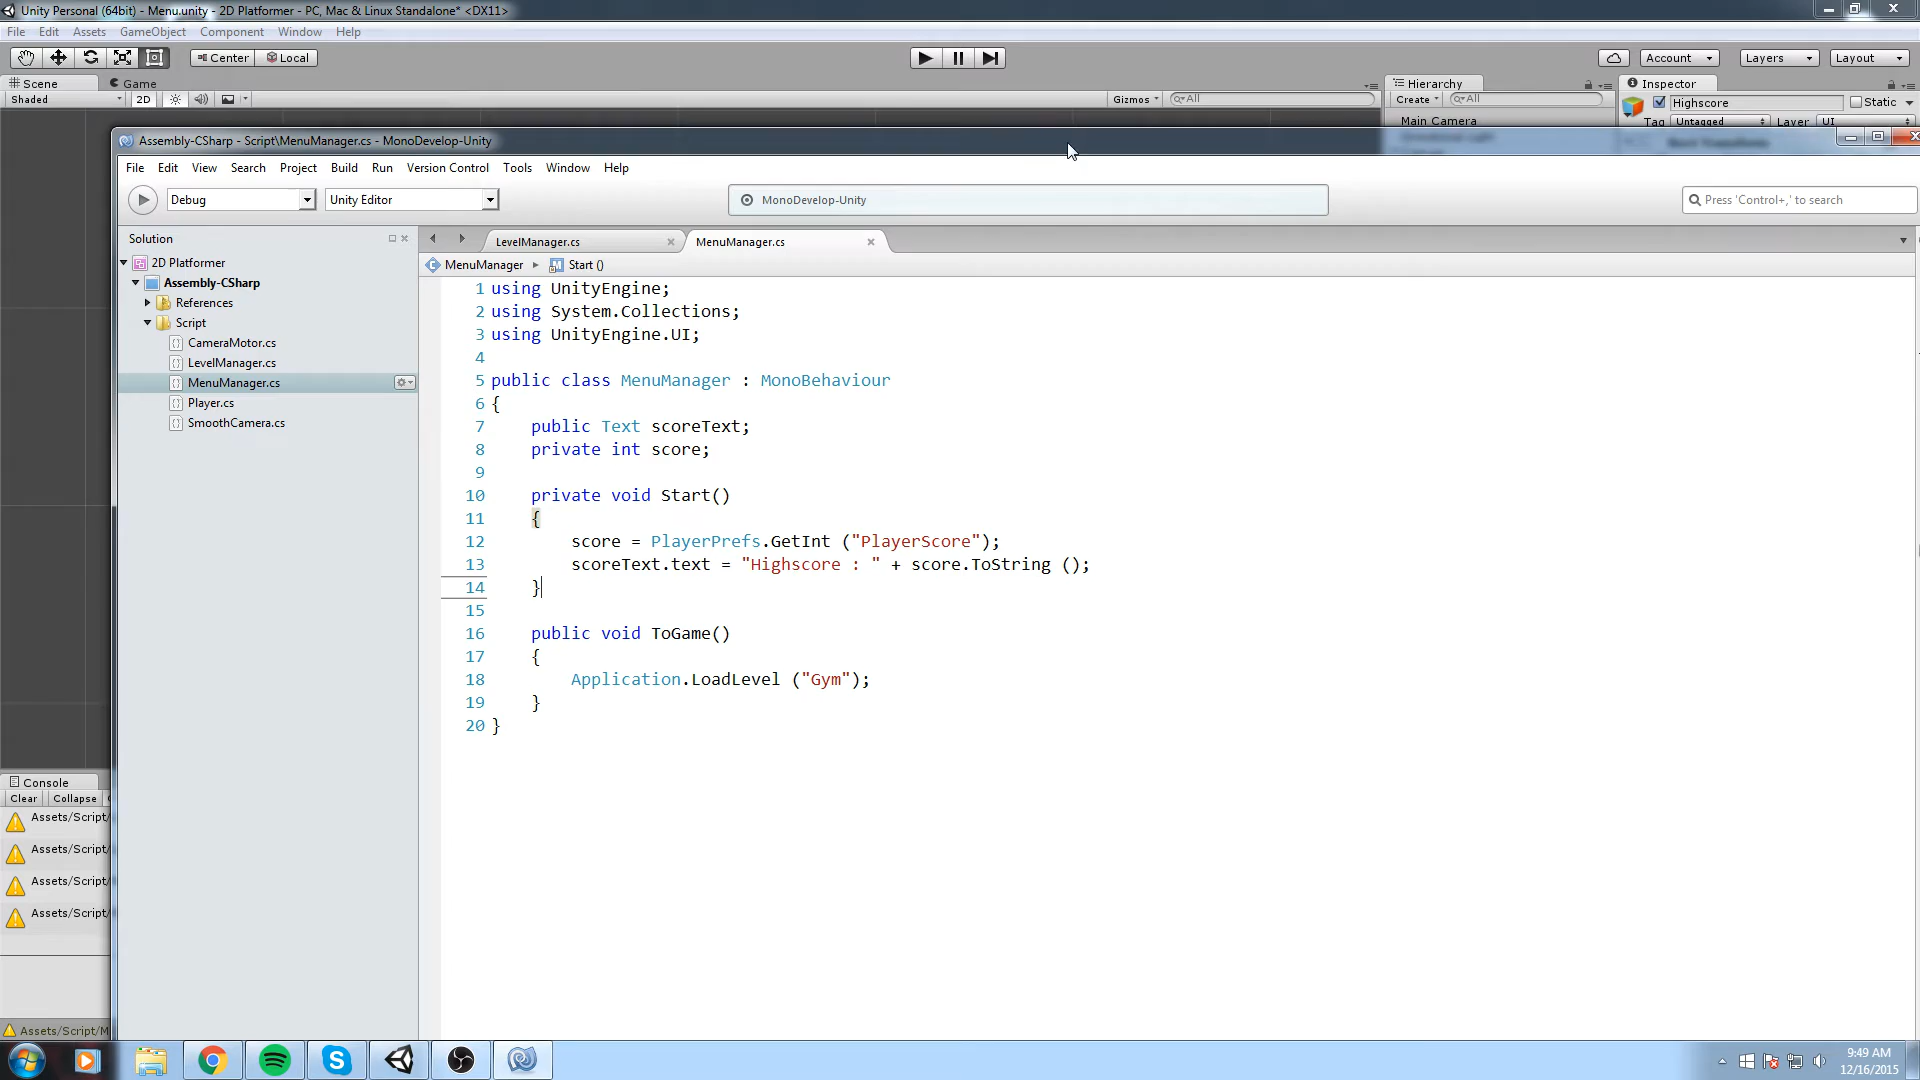 Unity Personal (64bit) - Menu.unity - 2D Platformer - PC, Mac & Linux Standalone* <DX11>
File Edit Assets GameObject Component Window Help
Center Local Account Layers Layout
Scene Game Hierarchy Inspector
Shaded 2D Gizmos All Create All Highscore Static
Main Camera Tag Untagged Layer UI
Assembly-CSharp - Script\MenuManager.cs - MonoDevelop-Unity
File Edit View Search Project Build Run Version Control Tools Window Help
Debug Unity Editor MonoDevelop-Unity Press 'Control+,' to search
Solution
2D Platformer
Assembly-CSharp
References
Script
CameraMotor.cs
LevelManager.cs
MenuManager.cs
Player.cs
SmoothCamera.cs
LevelManager.cs MenuManager.cs
MenuManager Start ()
1 using UnityEngine;
2 using System.Collections;
3 using UnityEngine.UI;
4
5 public class MenuManager : MonoBehaviour
6 {
7 public Text scoreText;
8 private int score;
9
10 private void Start()
11 {
12 score = PlayerPrefs.GetInt ("PlayerScore");
13 scoreText.text = "Highscore : " + score.ToString ();
14 }
15
16 public void ToGame()
17 {
18 Application.LoadLevel ("Gym");
19 }
20 }
Console
Clear Collapse
Assets/Script/
Assets/Script/
Assets/Script/
Assets/Script/
Assets/Script/M
9:49 AM
12/16/2015